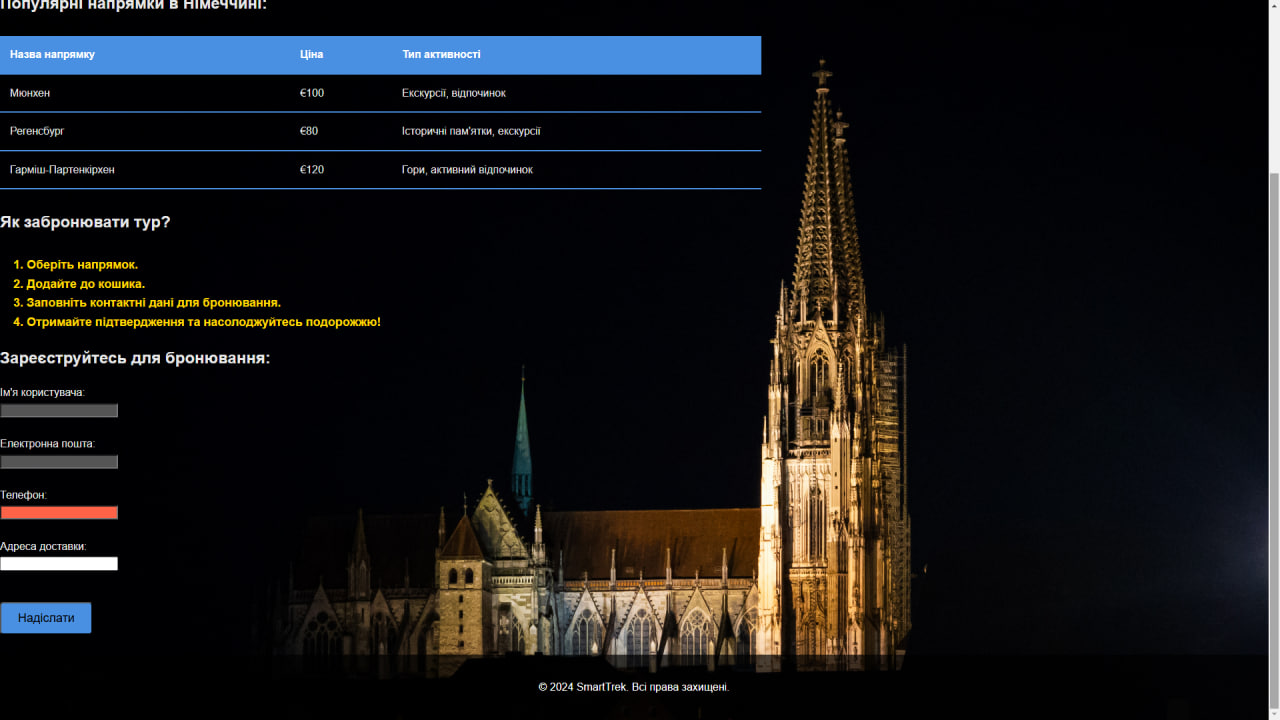 Популярні напрямки в Німеччині:
Назва напрямку Ціна Тип активності
Мюнхен €100 Екскурсії, відпочинок
Регенсбург €80 Історичні пам'ятки, екскурсії
Гарміш-Партенкірхен €120 Гори, активний відпочинок
Як забронювати тур?
1. Оберіть напрямок.
2. Додайте до кошика.
3. Заповніть контактні дані для бронювання.
4. Отримайте підтвердження та насолоджуйтесь подорожжю!
Зареєструйтесь для бронювання:
Ім'я користувача:
Електронна пошта:
Телефон:
Адреса доставки:
Надіслати
© 2024 SmartTrek. Всі права захищені.